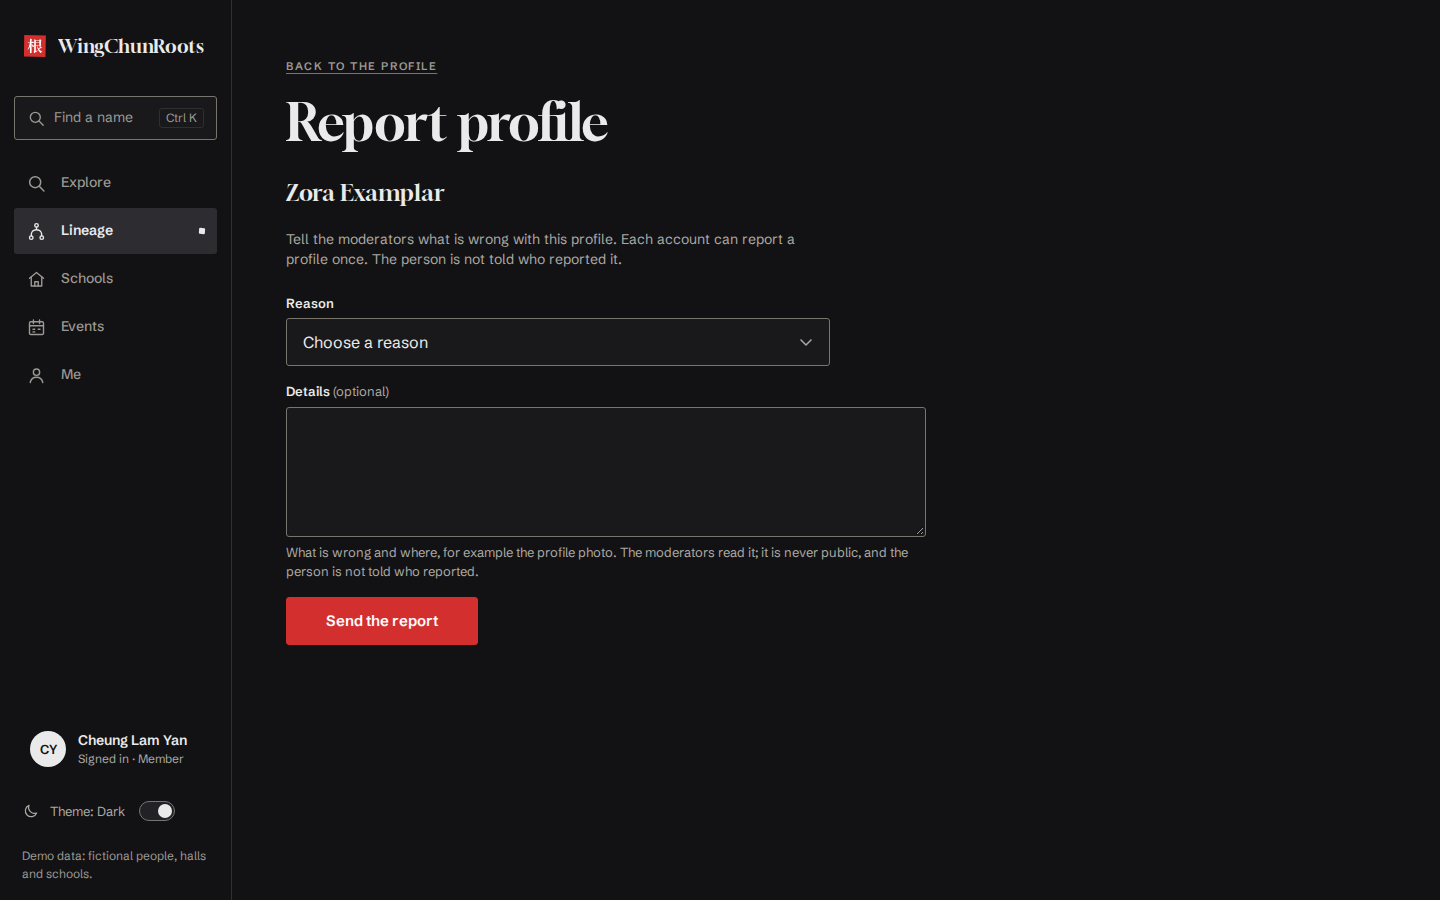 根 WingChunRoots
Find a name Ctrl K
Explore
Lineage
Schools
Events
Me
CY
Cheung Lam Yan
Signed in · Member
Theme: Dark
Demo data: fictional people, halls
and schools.
BACK TO THE PROFILE
Report profile
Zora Examplar
Tell the moderators what is wrong with this profile. Each account can report a
profile once. The person is not told who reported it.
Reason
Choose a reason
Details (optional)
What is wrong and where, for example the profile photo. The moderators read it; it is never public, and the
person is not told who reported.
Send the report